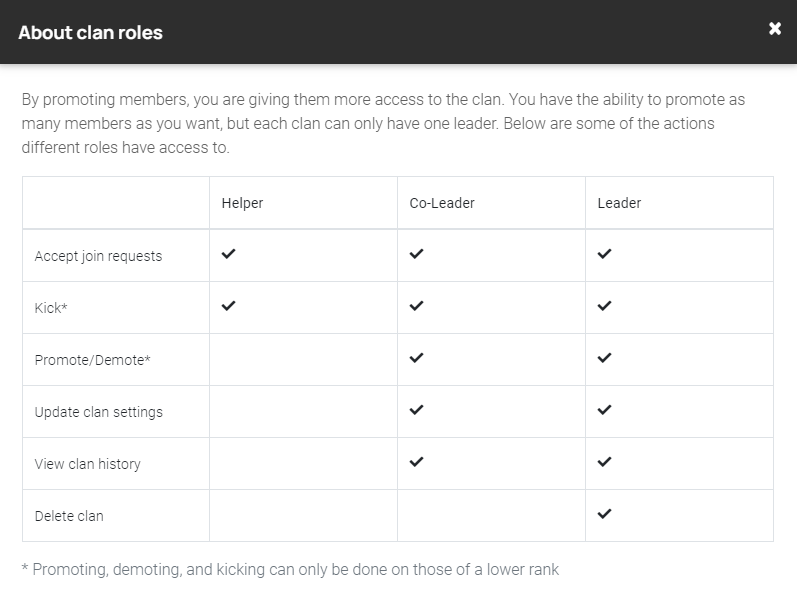 About clan roles
By promoting members, you are giving them more access to the clan. You have the ability to promote as
many members as you want, but each clan can only have one leader. Below are some of the actions
different roles have access to.
Helper Co-Leader Leader
Accept join requests
Kick*
Promote/Demote*
Update clan settings
View clan history
Delete clan
* Promoting, demoting, and kicking can only be done on those of a lower rank